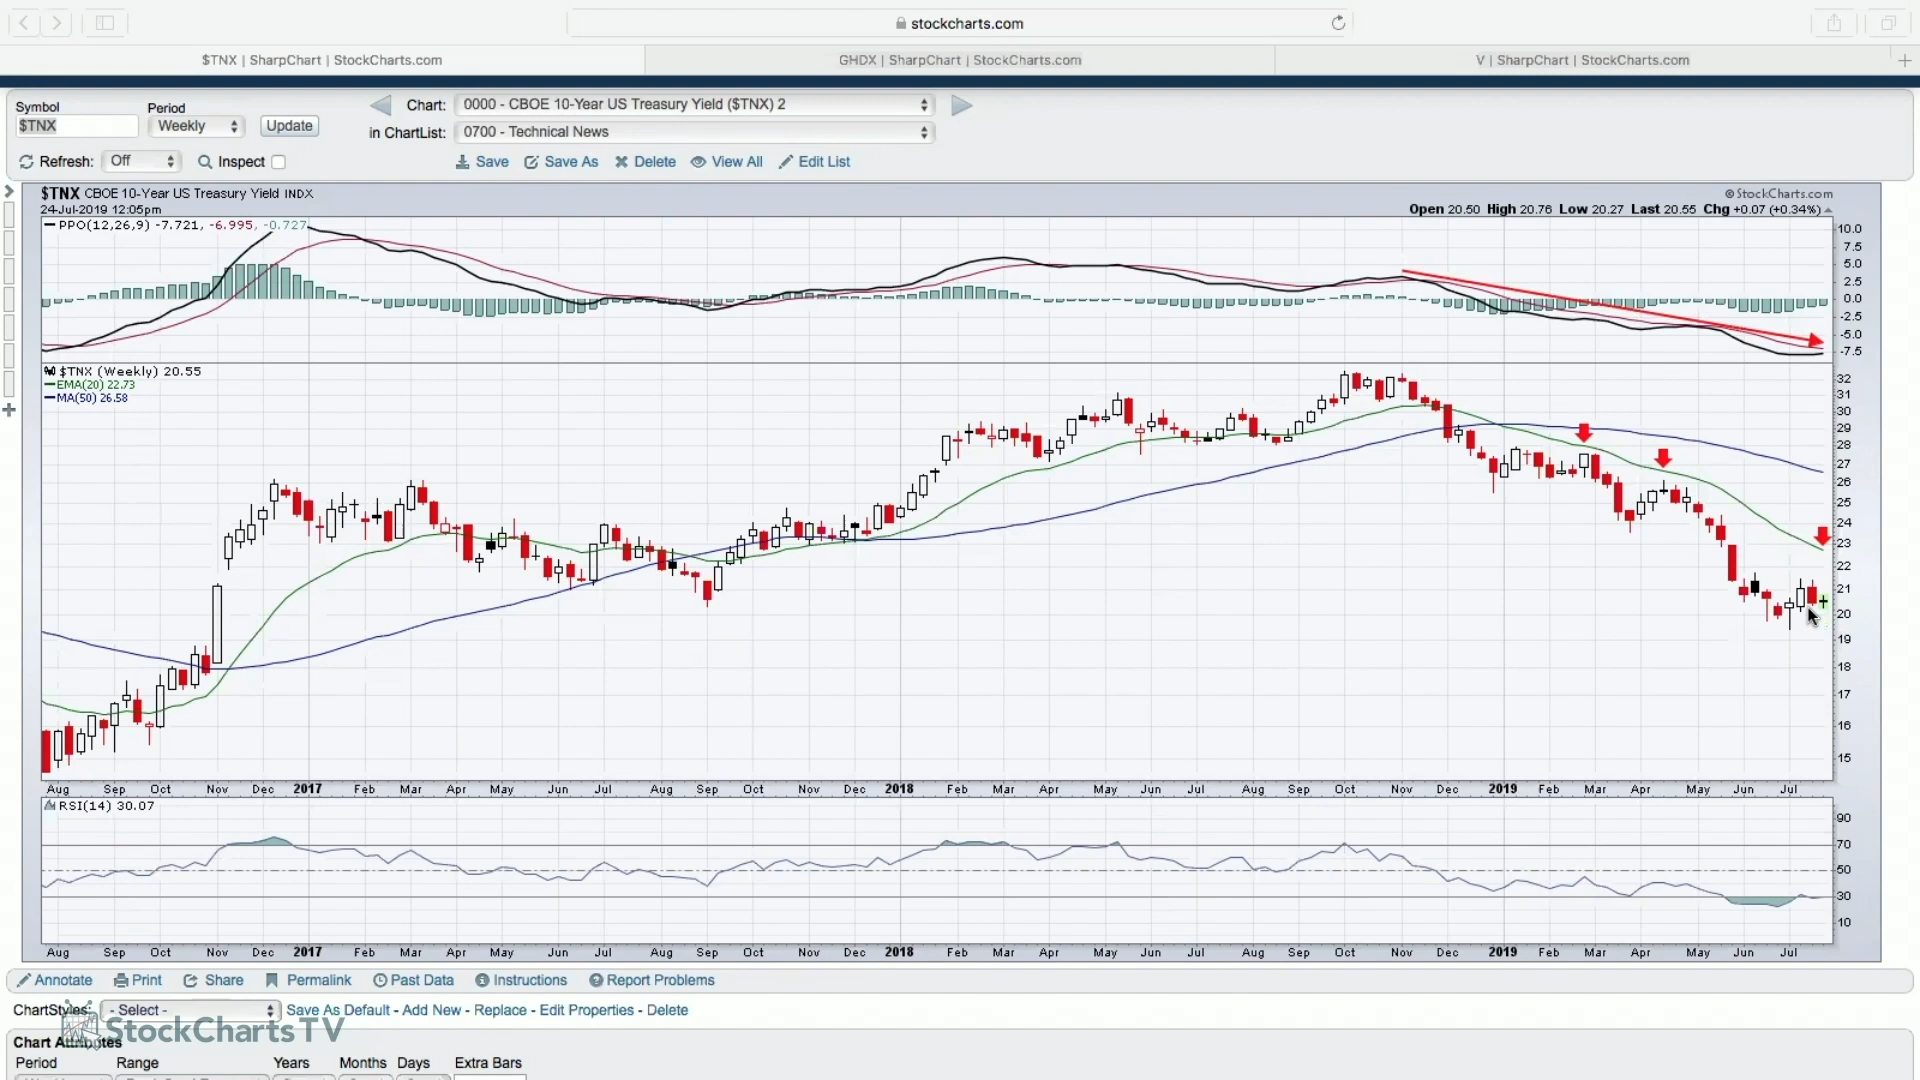 stockcharts.com
$TNX | SharpChart | StockCharts.com GHDX | SharpChart | StockCharts.com V | SharpChart | StockCharts.com
Symbol Period Chart: 0000 - CBOE 10-Year US Treasury Yield ($TNX) 2
$TNX Weekly Update in ChartList: 0700 - Technical News
Refresh: Off Inspect Save Save As Delete View All Edit List
$TNX CBOE 10-Year US Treasury Yield INDX © StockCharts.com
24-Jul-2019 12:05pm Open 20.50 High 20.76 Low 20.27 Last 20.55 Chg +0.07 (+0.34%)
PPO(12,26,9) -7.721, -6.995, -0.727
10.0
7.5
5.0
2.5
0.0
-2.5
-5.0
-7.5
$TNX (Weekly) 20.55
EMA(20) 22.73
MA(50) 26.58
32
31
30
29
28
27
26
25
24
23
22
21
20
19
18
17
16
15
Aug Sep Oct Nov Dec 2017 Feb Mar Apr May Jun Jul Aug Sep Oct Nov Dec 2018 Feb Mar Apr May Jun Jul Aug Sep Oct Nov Dec 2019 Feb Mar Apr May Jun Jul
RSI(14) 30.07
90
70
50
30
10
Aug Sep Oct Nov Dec 2017 Feb Mar Apr May Jun Jul Aug Sep Oct Nov Dec 2018 Feb Mar Apr May Jun Jul Aug Sep Oct Nov Dec 2019 Feb Mar Apr May Jun Jul
Annotate Print Share Permalink Past Data Instructions Report Problems
ChartStyles: - Select - Save As Default - Add New - Replace - Edit Properties - Delete
StockChartsTV
Chart Attributes
Period Range Years Months Days Extra Bars